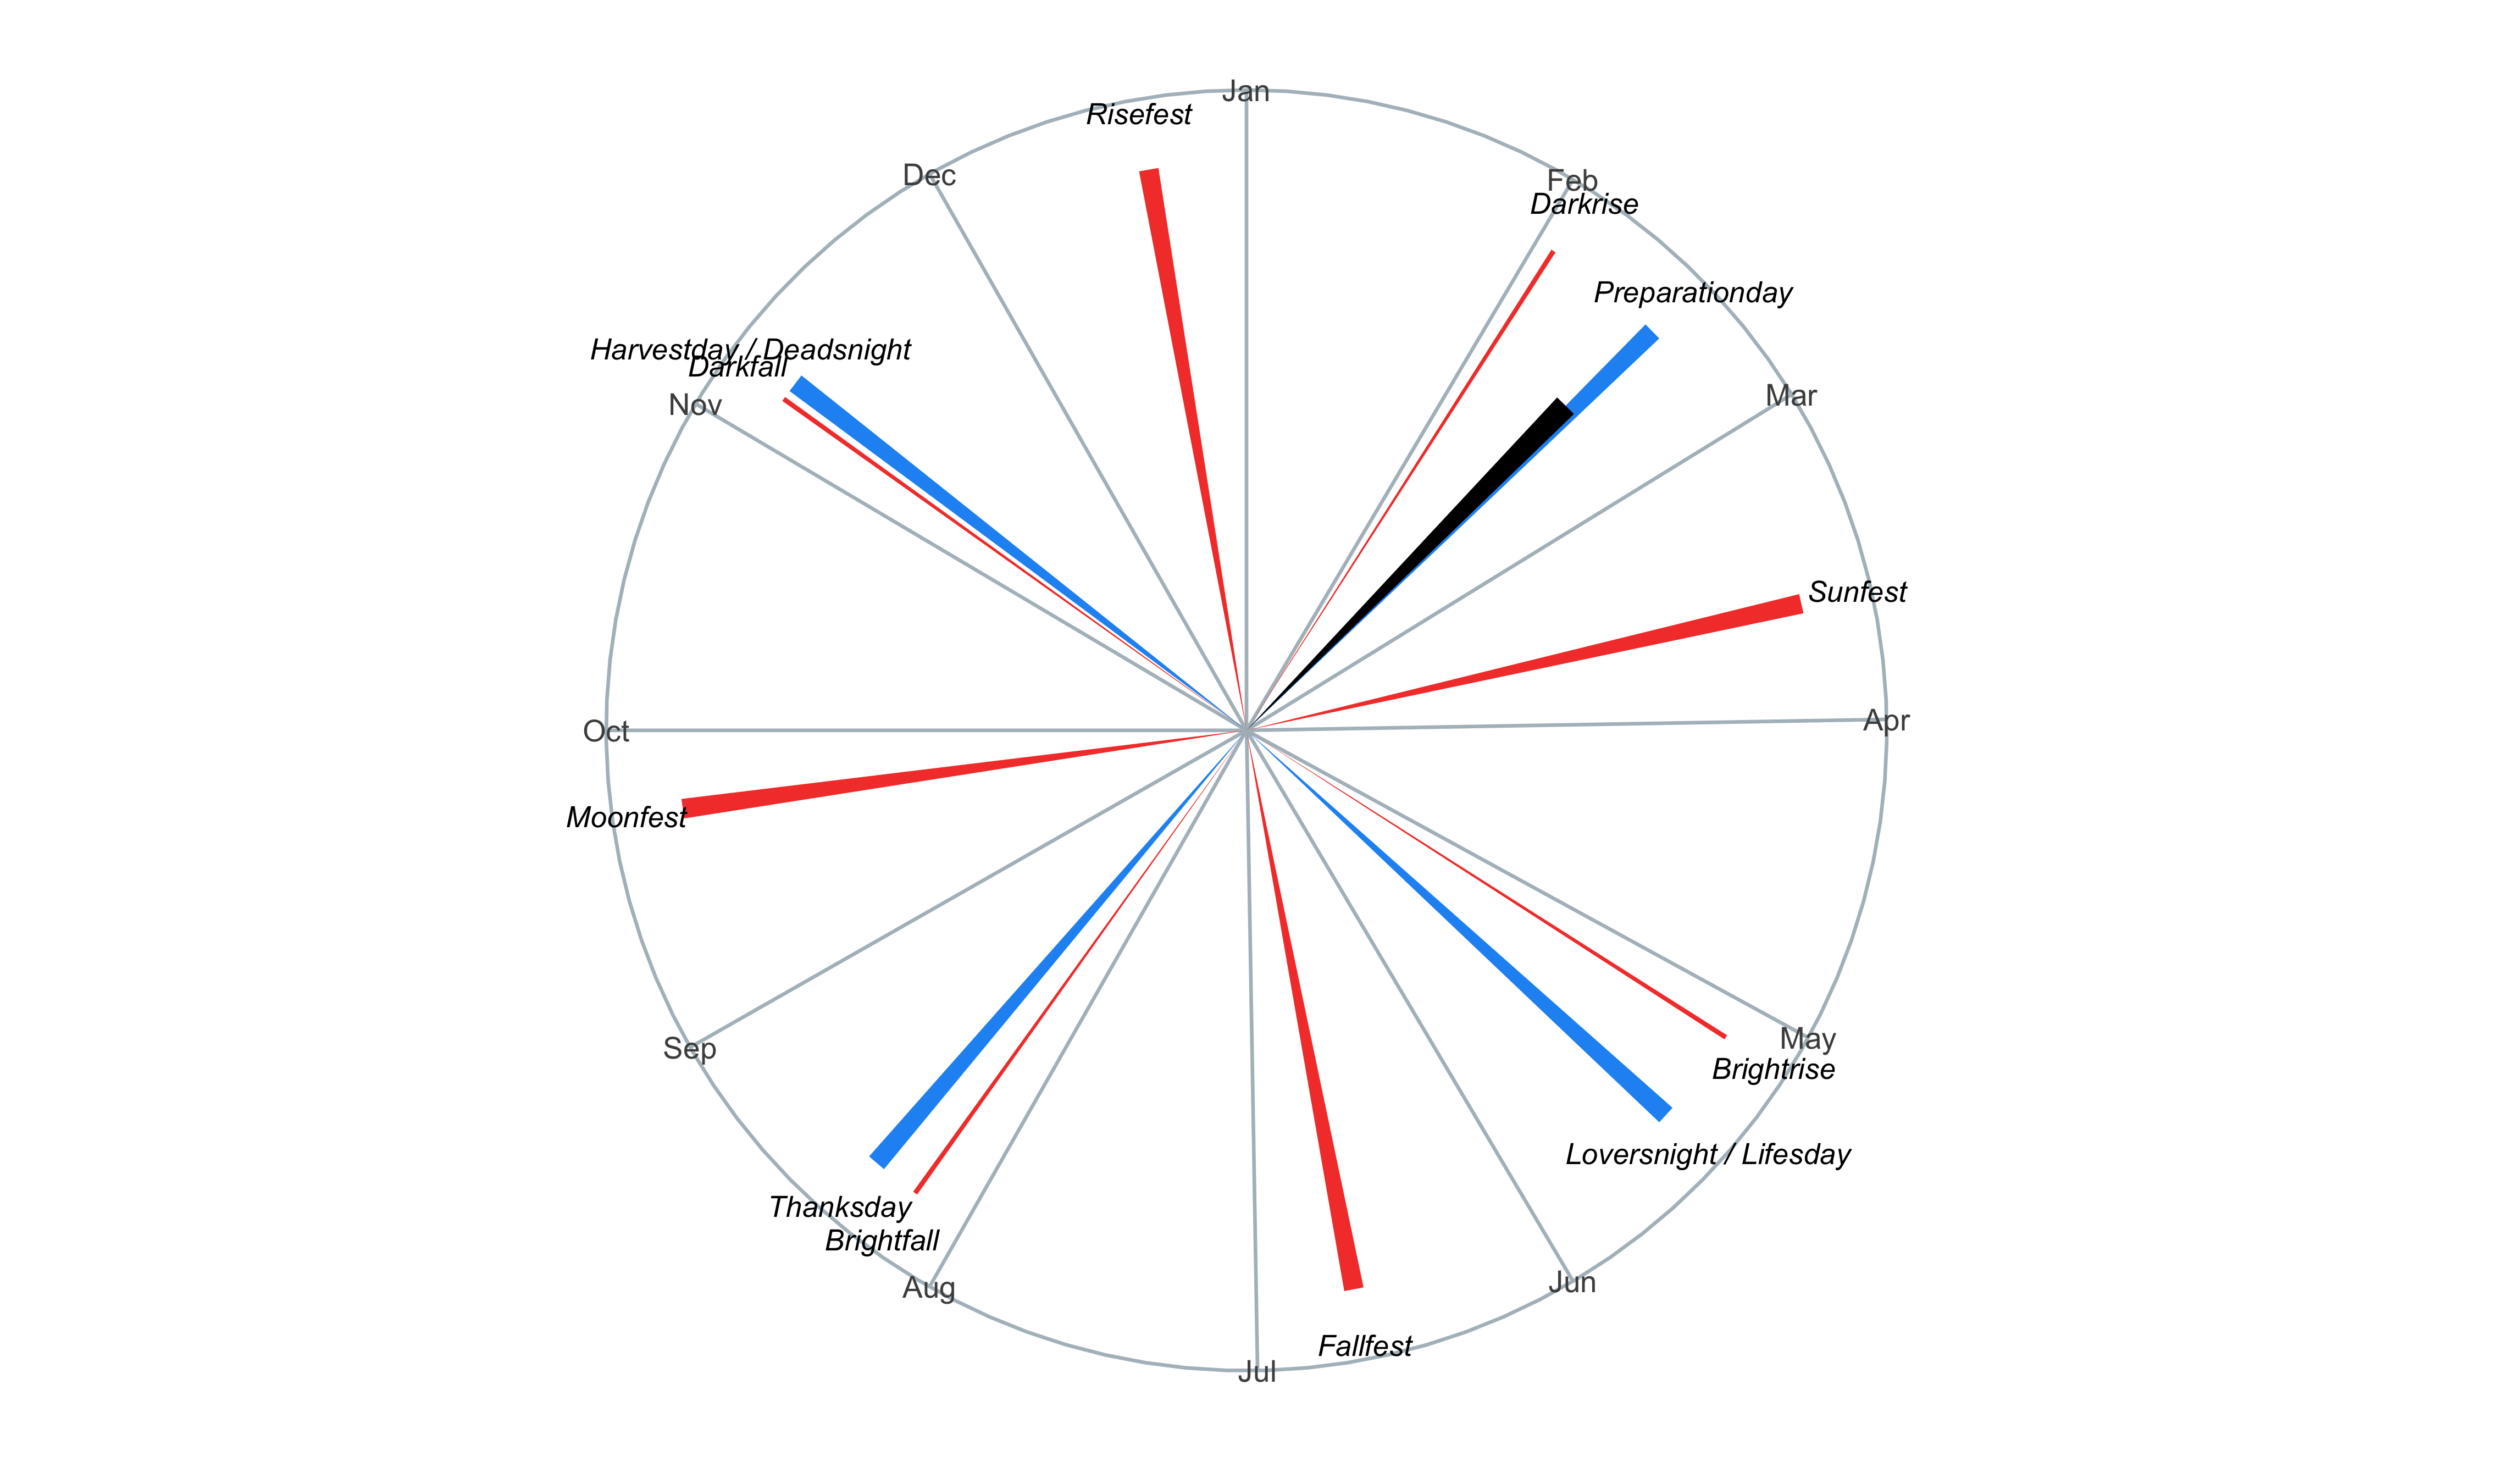 Jan
Risefest
Dec
Feb
Darkrise
Preparationday
Harvestday / Deadsnight
Darkfall
Nov
Mar
Sunfest
Oct
Apr
Moonfest
Sep
May
Brightrise
Loversnight / Lifesday
Thanksday
Brightfall
Aug
Jun
Fallfest
Jul